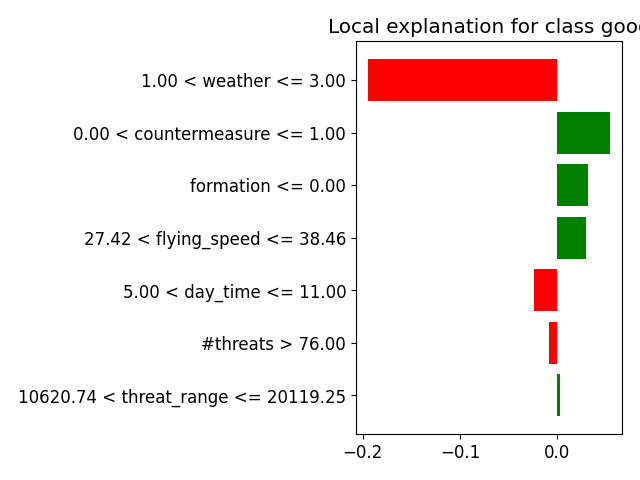 Local explanation for class goo
1.00 < weather <= 3.00
0.00 < countermeasure <= 1.00
formation <= 0.00
27.42 < flying_speed <= 38.46
5.00 < day_time <= 11.00
#threats > 76.00
10620.74 < threat_range <= 20119.25
−0.2 −0.1 0.0